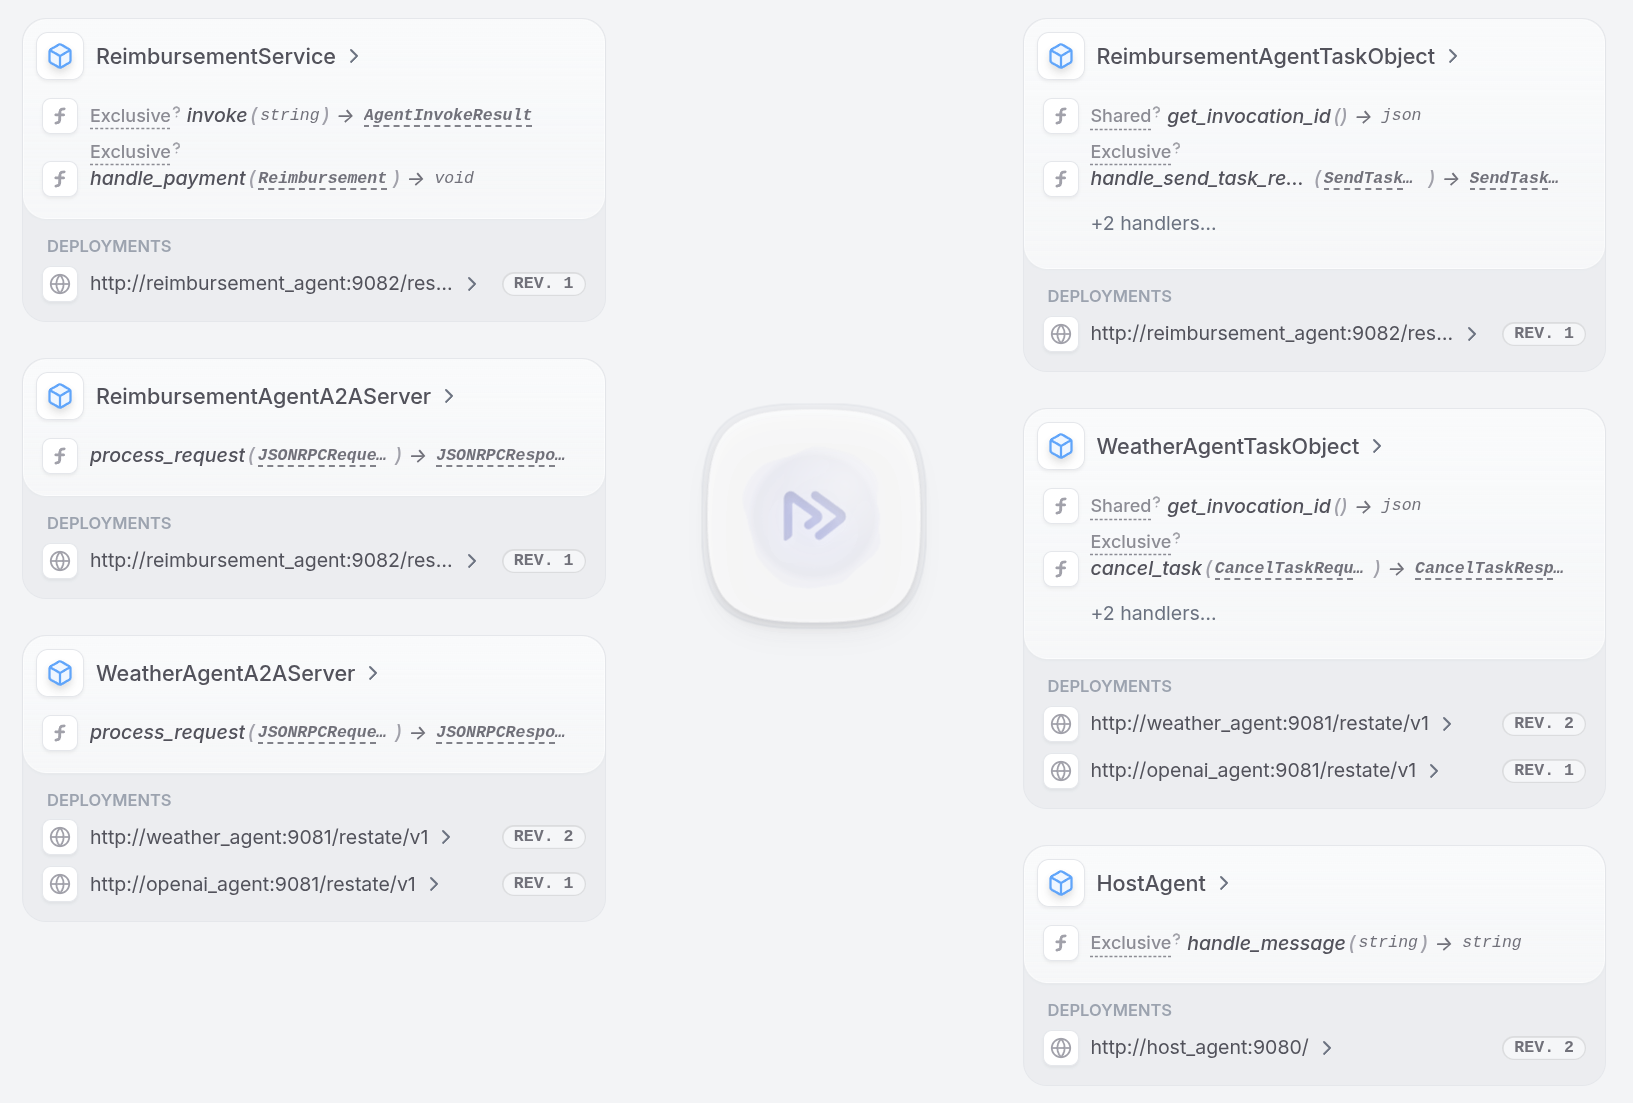 ReimbursementService
Exclusive? invoke(string) → AgentInvokeResult
Exclusive?
handle_payment(Reimbursement) → void
DEPLOYMENTS
http://reimbursement_agent:9082/res... REV. 1
ReimbursementAgentA2AServer
process_request(JSONRPCReque…) → JSONRPCRespo…
DEPLOYMENTS
http://reimbursement_agent:9082/res... REV. 1
WeatherAgentA2AServer
process_request(JSONRPCReque…) → JSONRPCRespo…
DEPLOYMENTS
http://weather_agent:9081/restate/v1 REV. 2
http://openai_agent:9081/restate/v1 REV. 1
ReimbursementAgentTaskObject
Shared? get_invocation_id() → json
Exclusive?
handle_send_task_re... (SendTask…) → SendTask…
+2 handlers...
DEPLOYMENTS
http://reimbursement_agent:9082/res... REV. 1
WeatherAgentTaskObject
Shared? get_invocation_id() → json
Exclusive?
cancel_task(CancelTaskRequ…) → CancelTaskResp…
+2 handlers...
DEPLOYMENTS
http://weather_agent:9081/restate/v1 REV. 2
http://openai_agent:9081/restate/v1 REV. 1
HostAgent
Exclusive? handle_message(string) → string
DEPLOYMENTS
http://host_agent:9080/ REV. 2